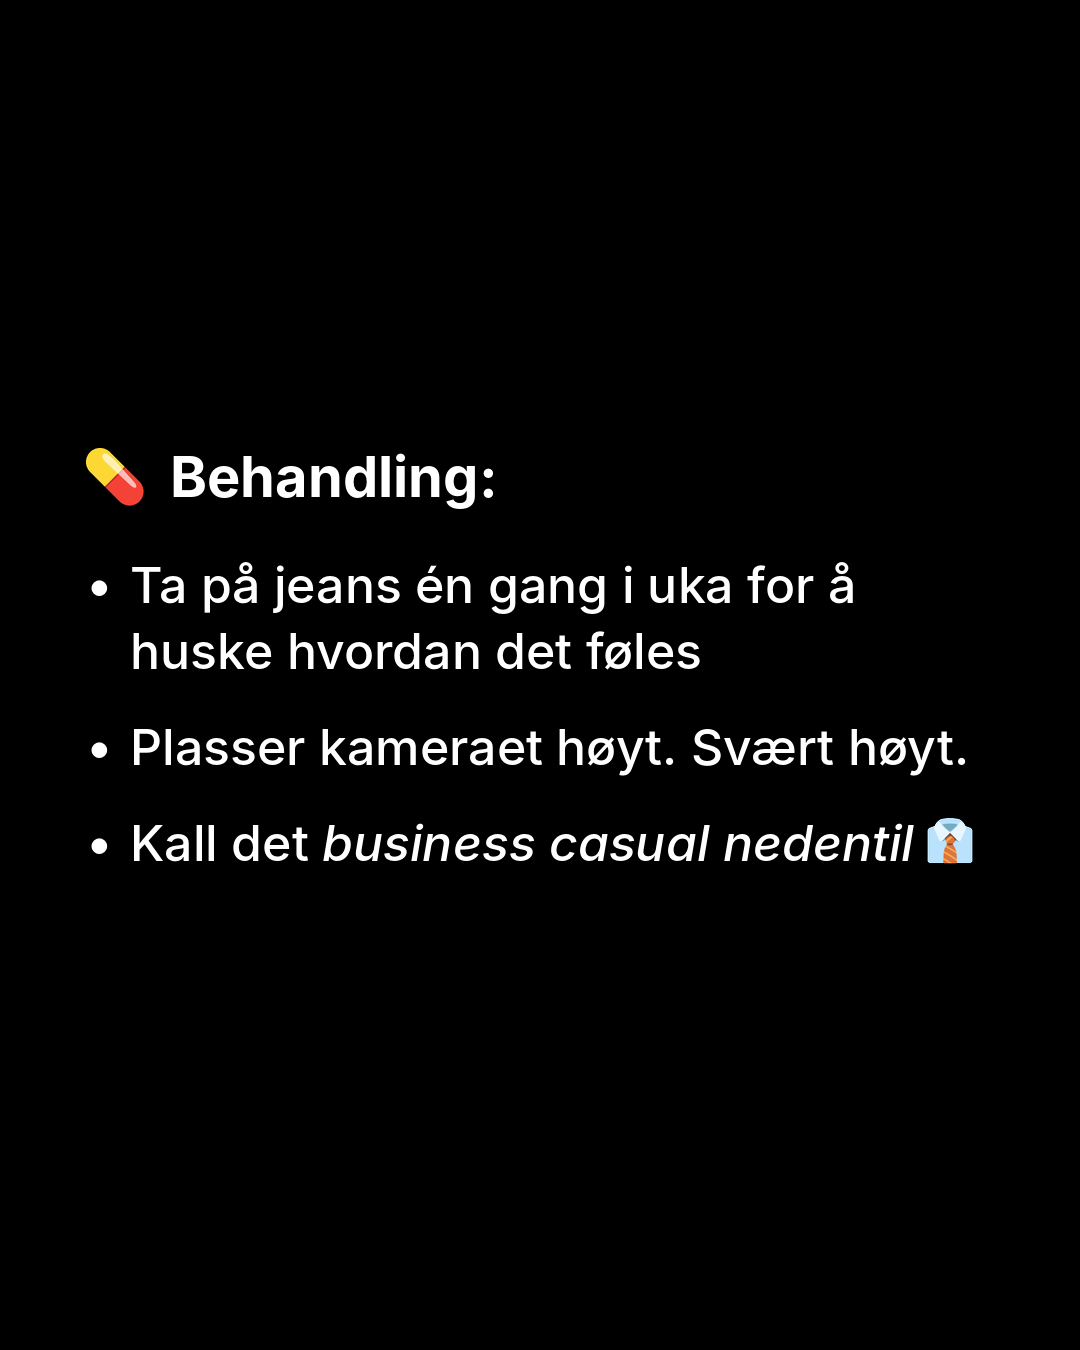 💊 Behandling:
• Ta på jeans én gang i uka for å
huske hvordan det føles
• Plasser kameraet høyt. Svært høyt.
• Kall det business casual nedentil 👔